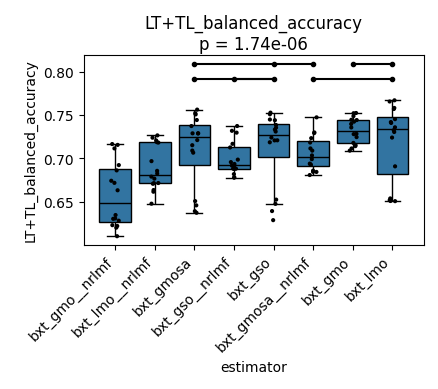 LT+TL_balanced_accuracy
p = 1.74e-06
LT+TL_balanced_accuracy
0.80
0.75
0.70
0.65
bxt_gmo__nrlmf
bxt_lmo__nrlmf
bxt_gmosa
bxt_gso__nrlmf
bxt_gso
bxt_gmosa__nrlmf
bxt_gmo
bxt_lmo
estimator